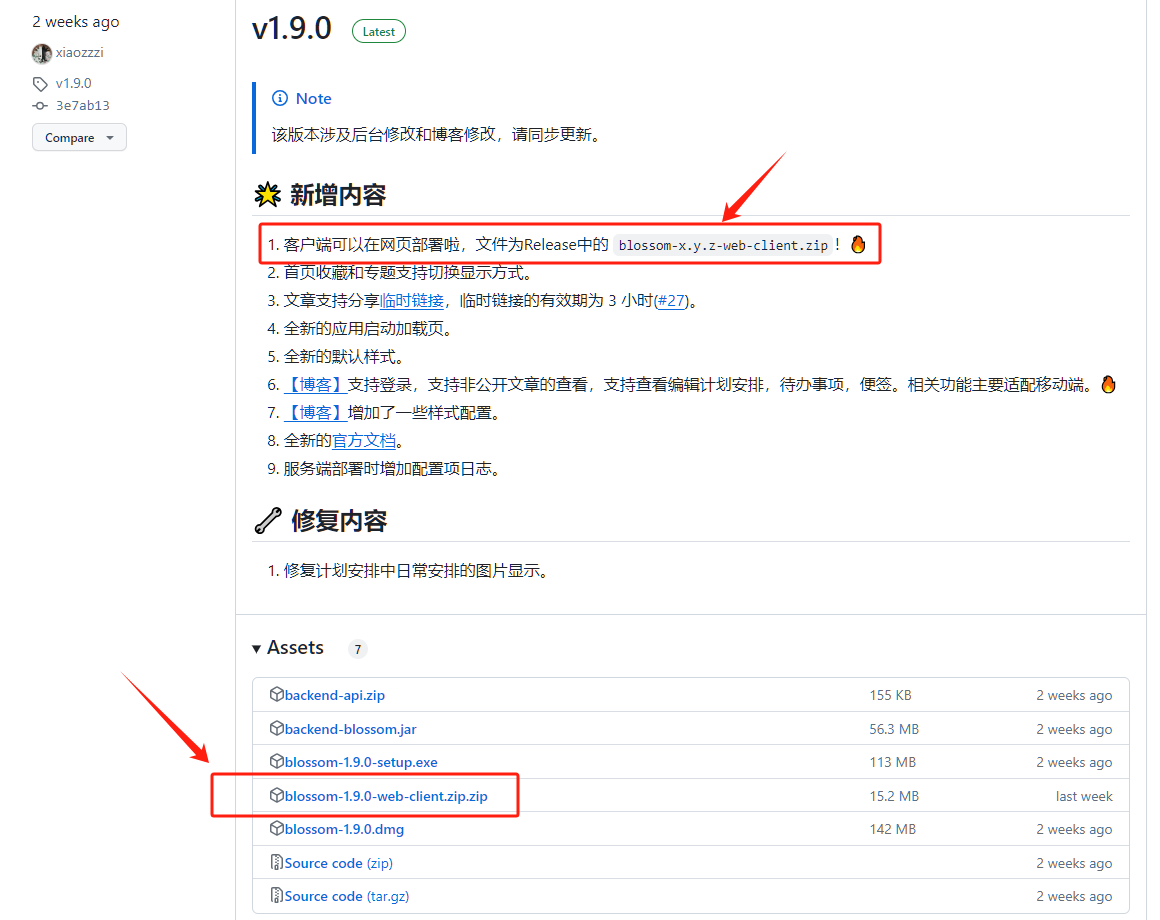 2 weeks ago
xiaozzzi
v1.9.0
3e7ab13
Compare
v1.9.0 Latest
Note
该版本涉及后台修改和博客修改，请同步更新。
新增内容
1. 客户端可以在网页部署啦，文件为Release中的 blossom-x.y.z-web-client.zip！
2. 首页收藏和专题支持切换显示方式。
3. 文章支持分享临时链接，临时链接的有效期为 3 小时(#27)。
4. 全新的应用启动加载页。
5. 全新的默认样式。
6. 【博客】支持登录，支持非公开文章的查看，支持查看编辑计划安排，待办事项，便签。相关功能主要适配移动端。
7. 【博客】增加了一些样式配置。
8. 全新的官方文档。
9. 服务端部署时增加配置项日志。
修复内容
1. 修复计划安排中日常安排的图片显示。
Assets 7
backend-api.zip 155 KB 2 weeks ago
backend-blossom.jar 56.3 MB 2 weeks ago
blossom-1.9.0-setup.exe 113 MB 2 weeks ago
blossom-1.9.0-web-client.zip.zip 15.2 MB last week
blossom-1.9.0.dmg 142 MB 2 weeks ago
Source code (zip) 2 weeks ago
Source code (tar.gz) 2 weeks ago